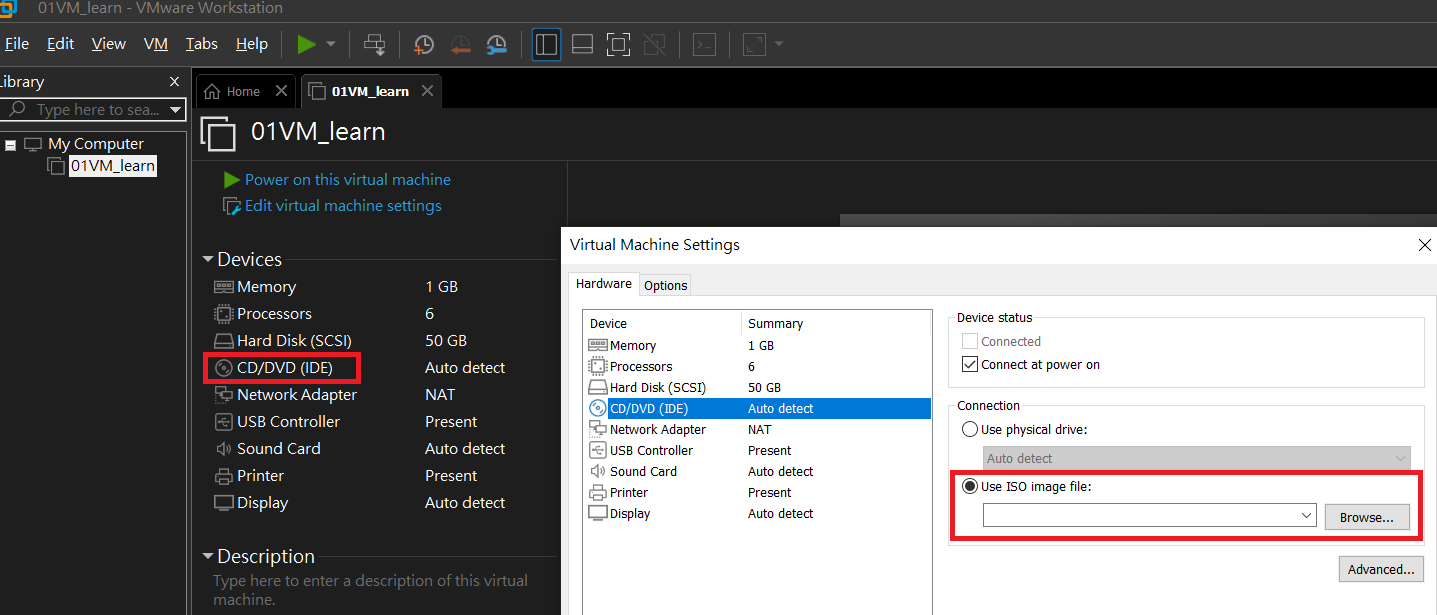 01VM_learn - VMware Workstation
File Edit View VM Tabs Help
Library
Type here to sea...
My Computer
01VM_learn
Home
01VM_learn
01VM_learn
Power on this virtual machine
Edit virtual machine settings
Devices
Memory 1 GB
Processors 6
Hard Disk (SCSI) 50 GB
CD/DVD (IDE) Auto detect
Network Adapter NAT
USB Controller Present
Sound Card Auto detect
Printer Present
Display Auto detect
Description
Type here to enter a description of this virtual
machine.
Virtual Machine Settings
Hardware Options
Device Summary
Memory 1 GB
Processors 6
Hard Disk (SCSI) 50 GB
CD/DVD (IDE) Auto detect
Network Adapter NAT
USB Controller Present
Sound Card Auto detect
Printer Present
Display Auto detect
Device status
Connected
Connect at power on
Connection
Use physical drive:
Auto detect
Use ISO image file:
Browse...
Advanced...